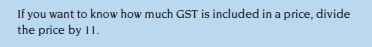 If you want to know how much GST is included in a price, divide
the price by 11.